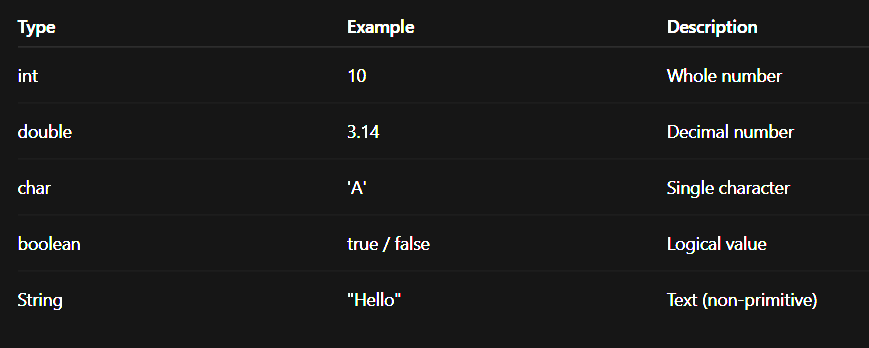 Type Example Description
int 10 Whole number
double 3.14 Decimal number
char 'A' Single character
boolean true / false Logical value
String "Hello" Text (non-primitive)